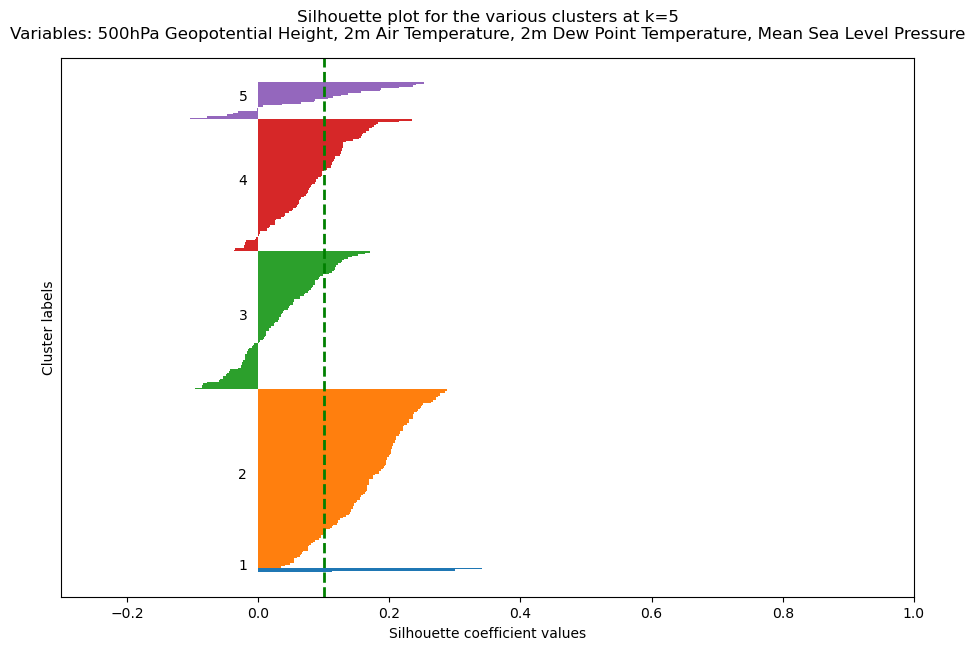 Silhouette plot for the various clusters at k=5
Variables: 500hPa Geopotential Height, 2m Air Temperature, 2m Dew Point Temperature, Mean Sea Level Pressure
Cluster labels
5
4
3
2
1
−0.2 0.0 0.2 0.4 0.6 0.8 1.0
Silhouette coefficient values